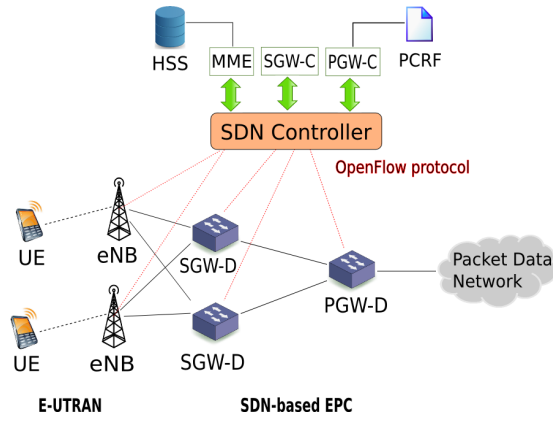 HSS
MME
SGW-C
PGW-C
PCRF
SDN Controller
OpenFlow protocol
UE
eNB
SGW-D
PGW-D
Packet Data
Network
UE
eNB
SGW-D
E-UTRAN
SDN-based EPC